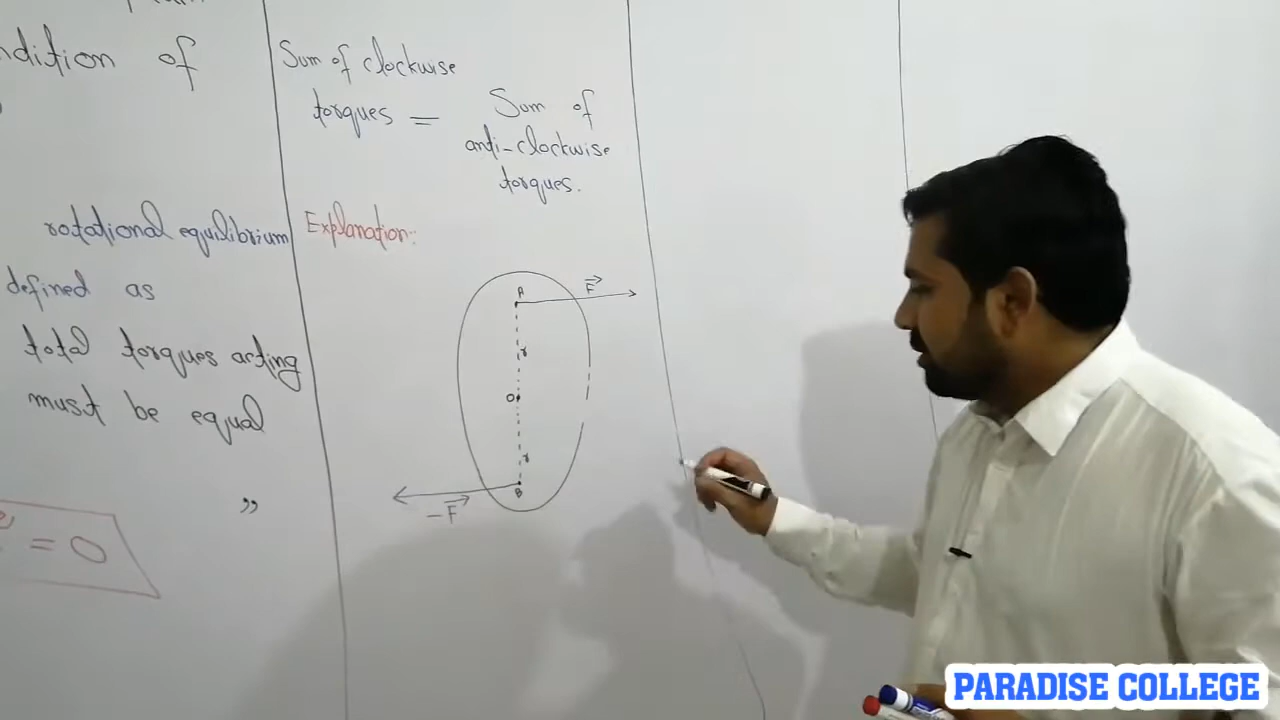 ndition of
rotational equilibrium
defined as
total torques acting
must be equal
”
= 0
Sum of clockwise
torques = Sum of
anti-clockwise
torques.
Explanation:
A
F
r
O
r
B
-F
PARADISE COLLEGE